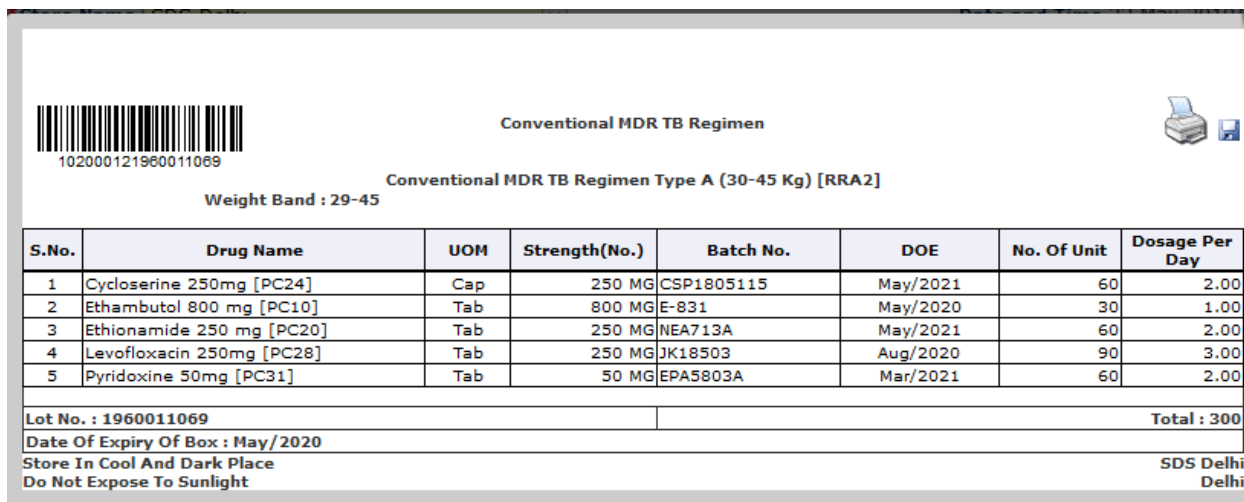 Conventional MDR TB Regimen
102000121960011069
Conventional MDR TB Regimen Type A (30-45 Kg) [RRA2]
Weight Band : 29-45
S.No. Drug Name UOM Strength(No.) Batch No. DOE No. Of Unit Dosage Per Day
1 Cycloserine 250mg [PC24] Cap 250 MG CSP1805115 May/2021 60 2.00
2 Ethambutol 800 mg [PC10] Tab 800 MG E-831 May/2020 30 1.00
3 Ethionamide 250 mg [PC20] Tab 250 MG NEA713A May/2021 60 2.00
4 Levofloxacin 250mg [PC28] Tab 250 MG JK18503 Aug/2020 90 3.00
5 Pyridoxine 50mg [PC31] Tab 50 MG EPA5803A Mar/2021 60 2.00
Lot No. : 1960011069 Total : 300
Date Of Expiry Of Box : May/2020
Store In Cool And Dark Place SDS Delhi
Do Not Expose To Sunlight Delhi